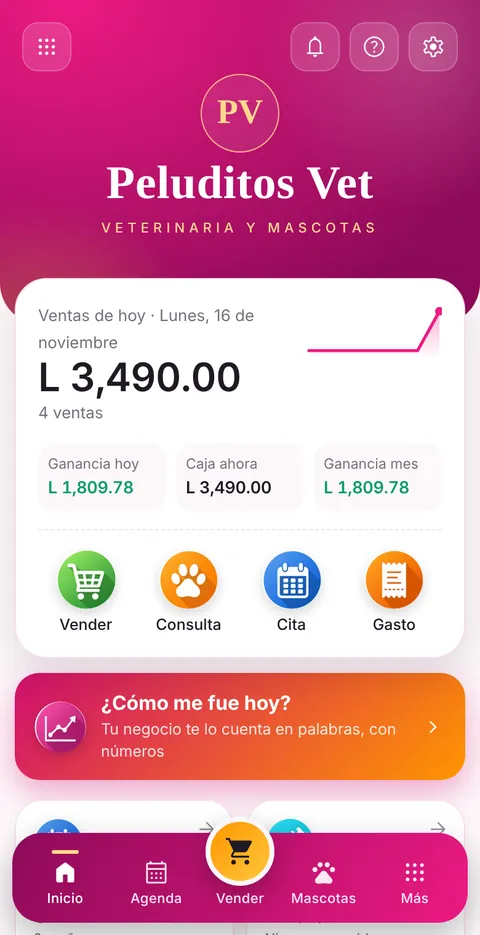 PV
Peluditos Vet
VETERINARIA Y MASCOTAS
Ventas de hoy · Lunes, 16 de
noviembre
L 3,490.00
4 ventas
Ganancia hoy
L 1,809.78
Caja ahora
L 3,490.00
Ganancia mes
L 1,809.78
Vender
Consulta
Cita
Gasto
¿Cómo me fue hoy?
Tu negocio te lo cuenta en palabras, con
números
Inicio
Agenda
Vender
Mascotas
Más